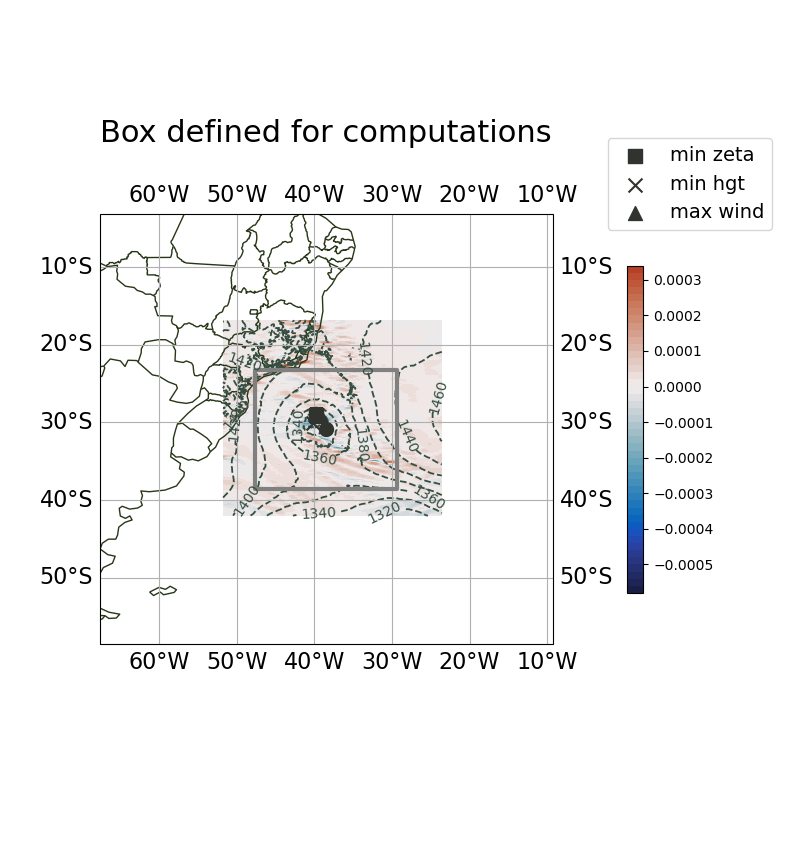 Box defined for computations
min zeta
min hgt
max wind
60°W 50°W 40°W 30°W 20°W 10°W
10°S 10°S
20°S 20°S
30°S 30°S
40°S 40°S
50°S 50°S
60°W 50°W 40°W 30°W 20°W 10°W
1420
1460
1440
1380
1360
1400
1340
1320
1360
0.0003
0.0002
0.0001
0.0000
−0.0001
−0.0002
−0.0003
−0.0004
−0.0005